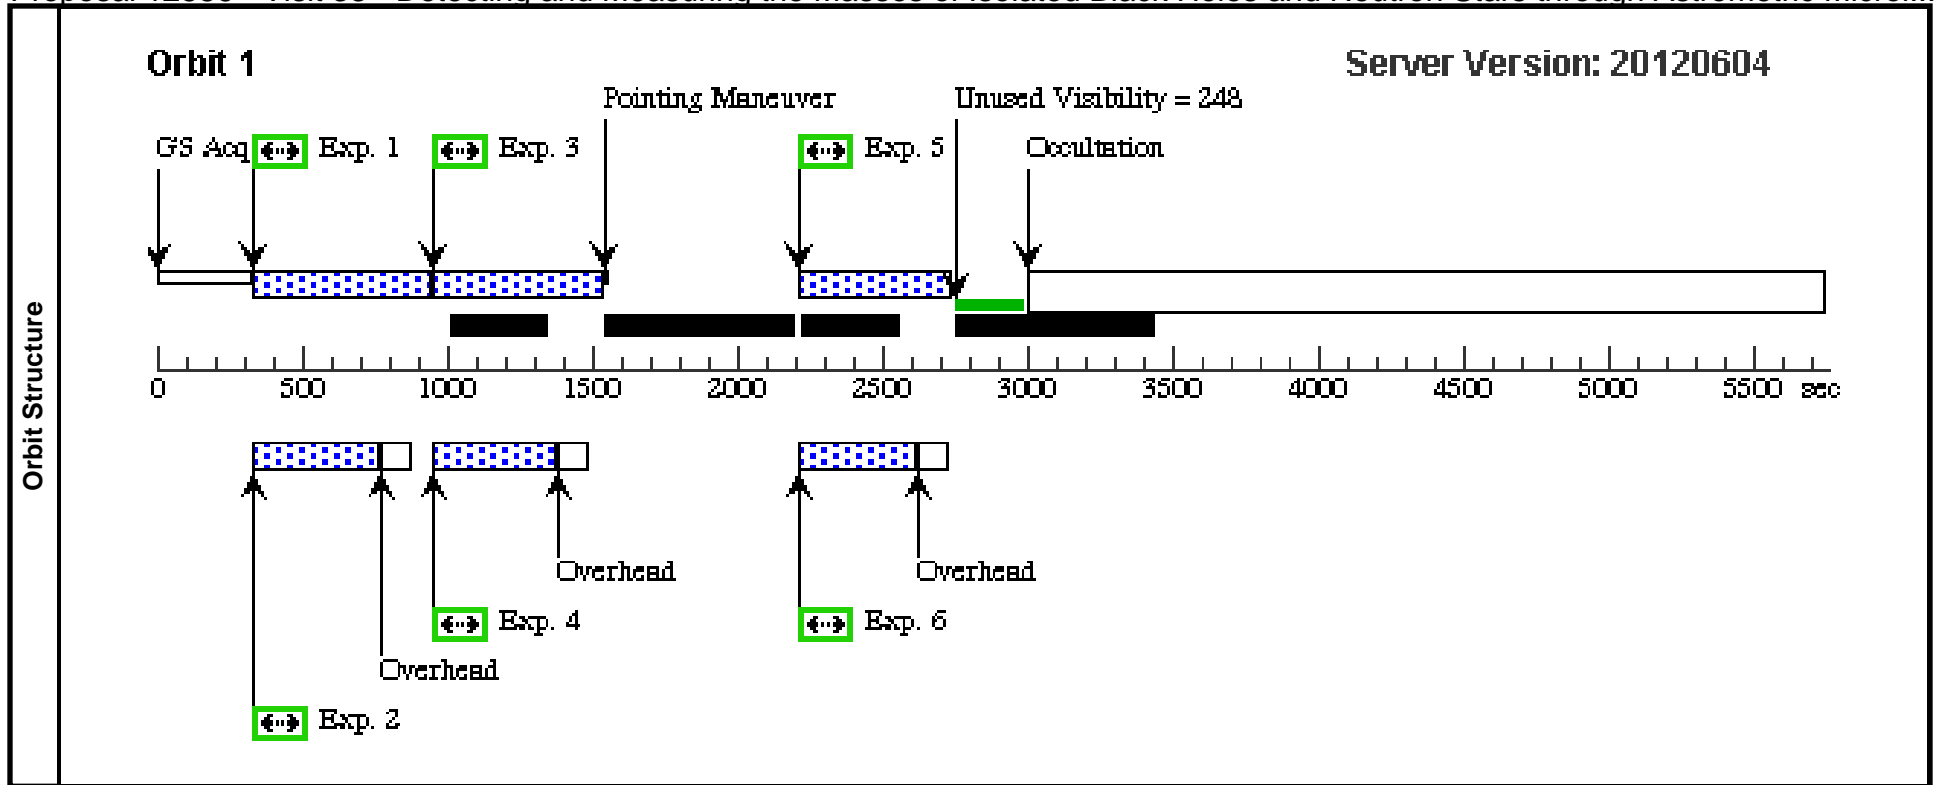 Orbit 1
Server Version: 20120604
Pointing Maneuver
Unused Visibility = 248
GS Acq
Exp. 1
Exp. 3
Exp. 5
Occultation
0 500 1000 1500 2000 2500 3000 3500 4000 4500 5000 5500 sec
Orbit Structure
Overhead
Overhead
Exp. 4
Exp. 6
Overhead
Exp. 2